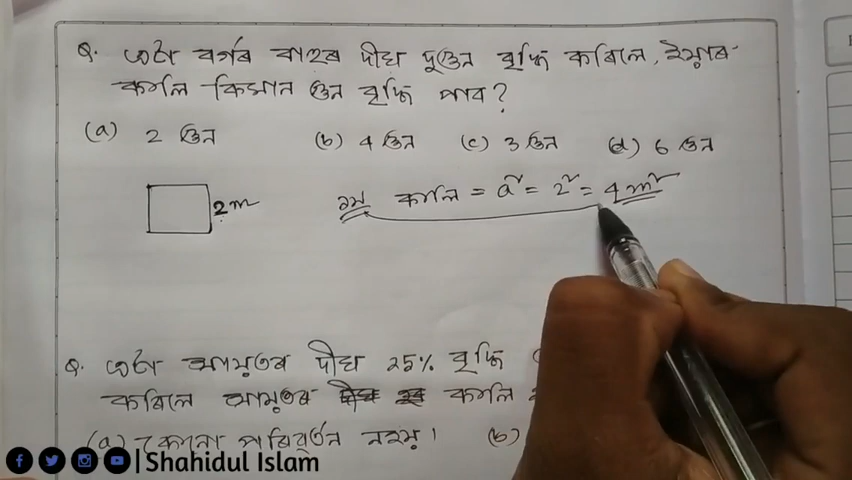 Q. এটা বৰ্গৰ বাহুৰ দীঘ দুগুন বৃদ্ধি কৰিলে, ইয়াৰ
কালি কিমান গুন বৃদ্ধি পাব?
(a) 2 গুন (b) 4 গুন (c) 3 গুন (d) 6 গুন
2m ১ম কালি = a² = 2² = 4m²
Q. এটা আয়তৰ দীঘ 25% বৃদ্ধি
কৰিলে আয়তৰ কালি
(a) কোনো পৰিৱৰ্তন নহয়। (b)
| Shahidul Islam